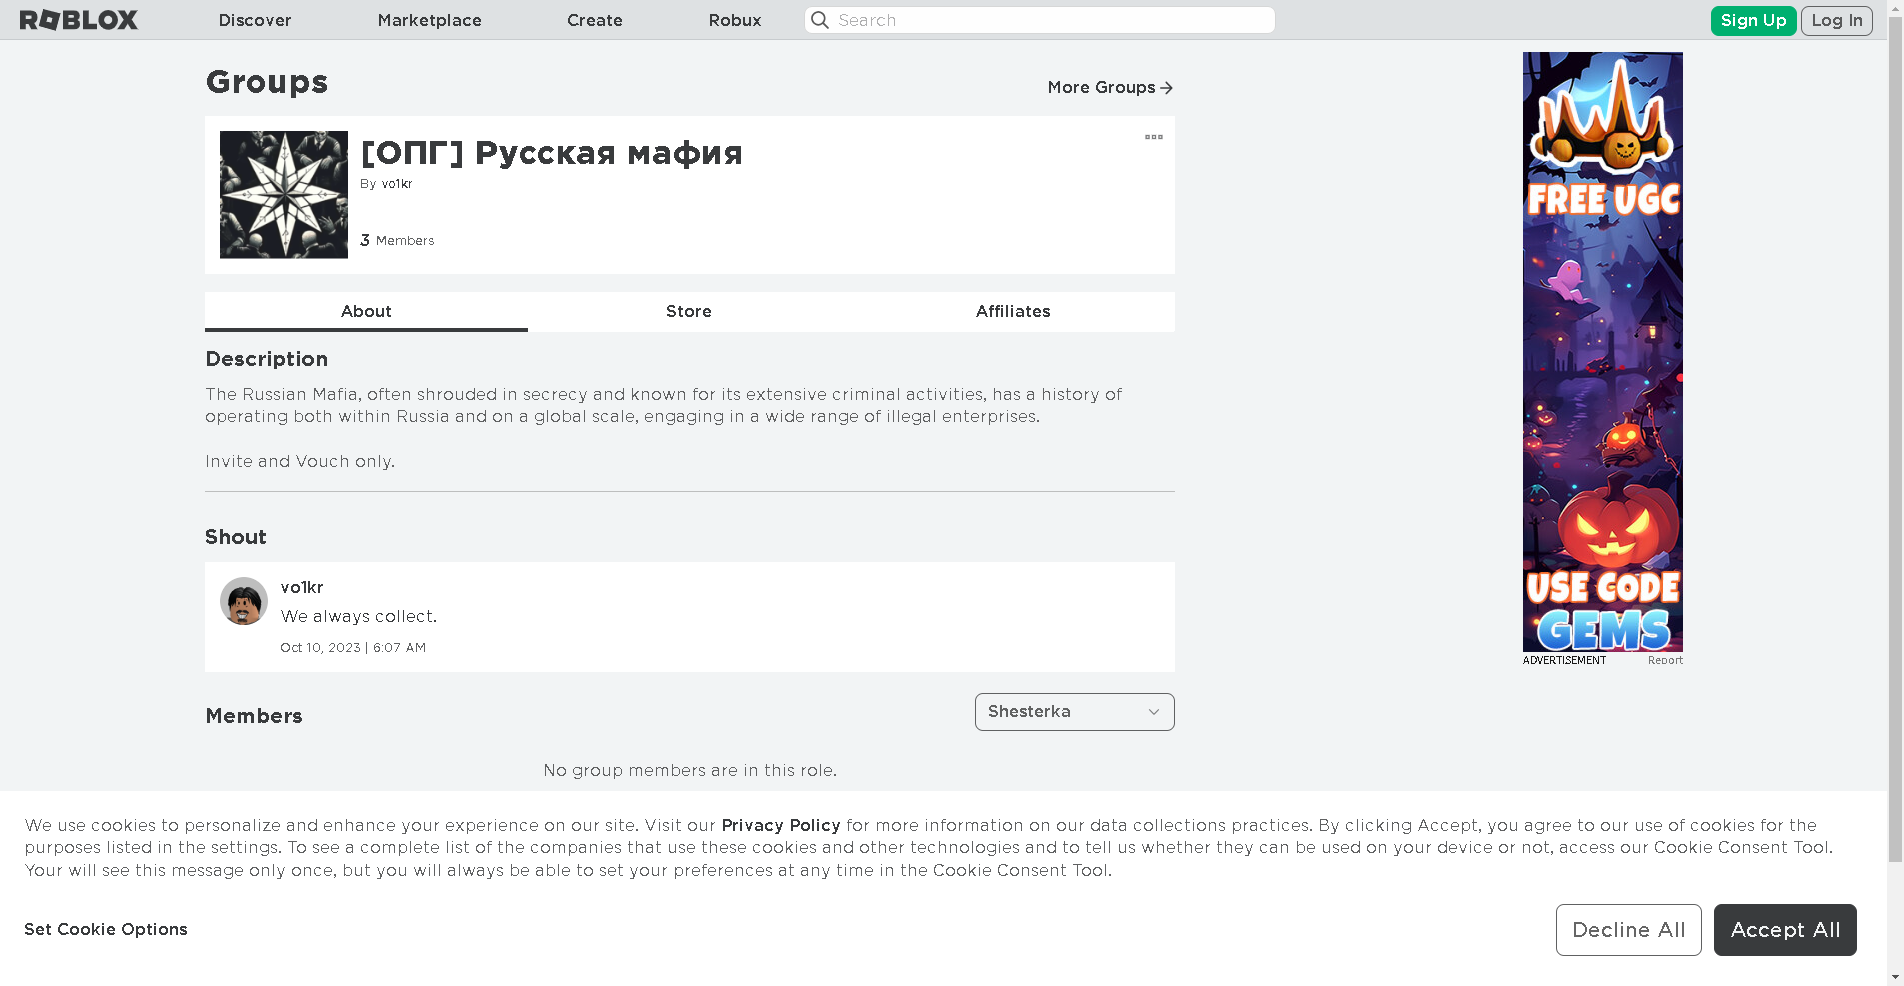 ROBLOX
Discover
Marketplace
Create
Robux
Search
Sign Up
Log In
Groups
More Groups
[ОПГ] Русская мафия
By vo1kr
3 Members
About
Store
Affiliates
Description
The Russian Mafia, often shrouded in secrecy and known for its extensive criminal activities, has a history of
operating both within Russia and on a global scale, engaging in a wide range of illegal enterprises.
Invite and Vouch only.
Shout
vo1kr
We always collect.
Oct 10, 2023 | 6:07 AM
Members
Shesterka
No group members are in this role.
FREE UGC
USE CODE
GEMS
ADVERTISEMENT
Report
We use cookies to personalize and enhance your experience on our site. Visit our Privacy Policy for more information on our data collections practices. By clicking Accept, you agree to our use of cookies for the
purposes listed in the settings. To see a complete list of the companies that use these cookies and other technologies and to tell us whether they can be used on your device or not, access our Cookie Consent Tool.
Your will see this message only once, but you will always be able to set your preferences at any time in the Cookie Consent Tool.
Set Cookie Options
Decline All
Accept All